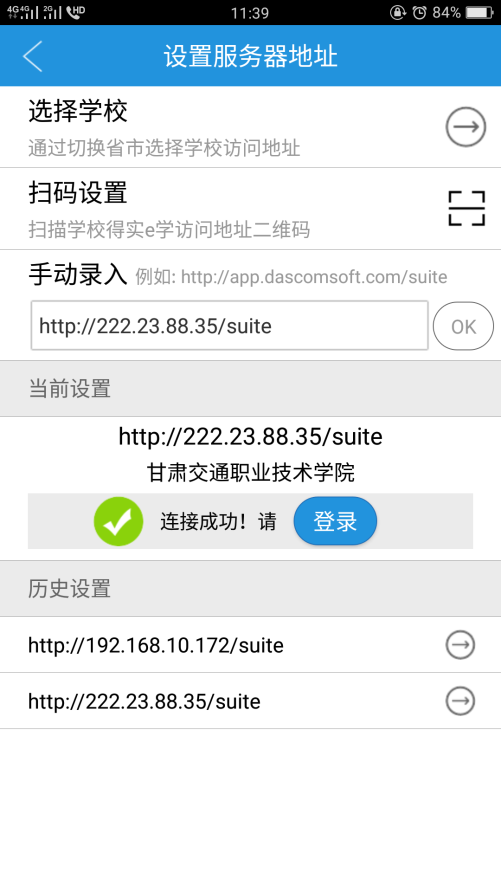 4G 4G 2G HD 11:39 84%
设置服务器地址
选择学校
通过切换省市选择学校访问地址
扫码设置
扫描学校得实e学访问地址二维码
手动录入 例如: http://app.dascomsoft.com/suite
http://222.23.88.35/suite OK
当前设置
http://222.23.88.35/suite
甘肃交通职业技术学院
连接成功！请 登录
历史设置
http://192.168.10.172/suite
http://222.23.88.35/suite